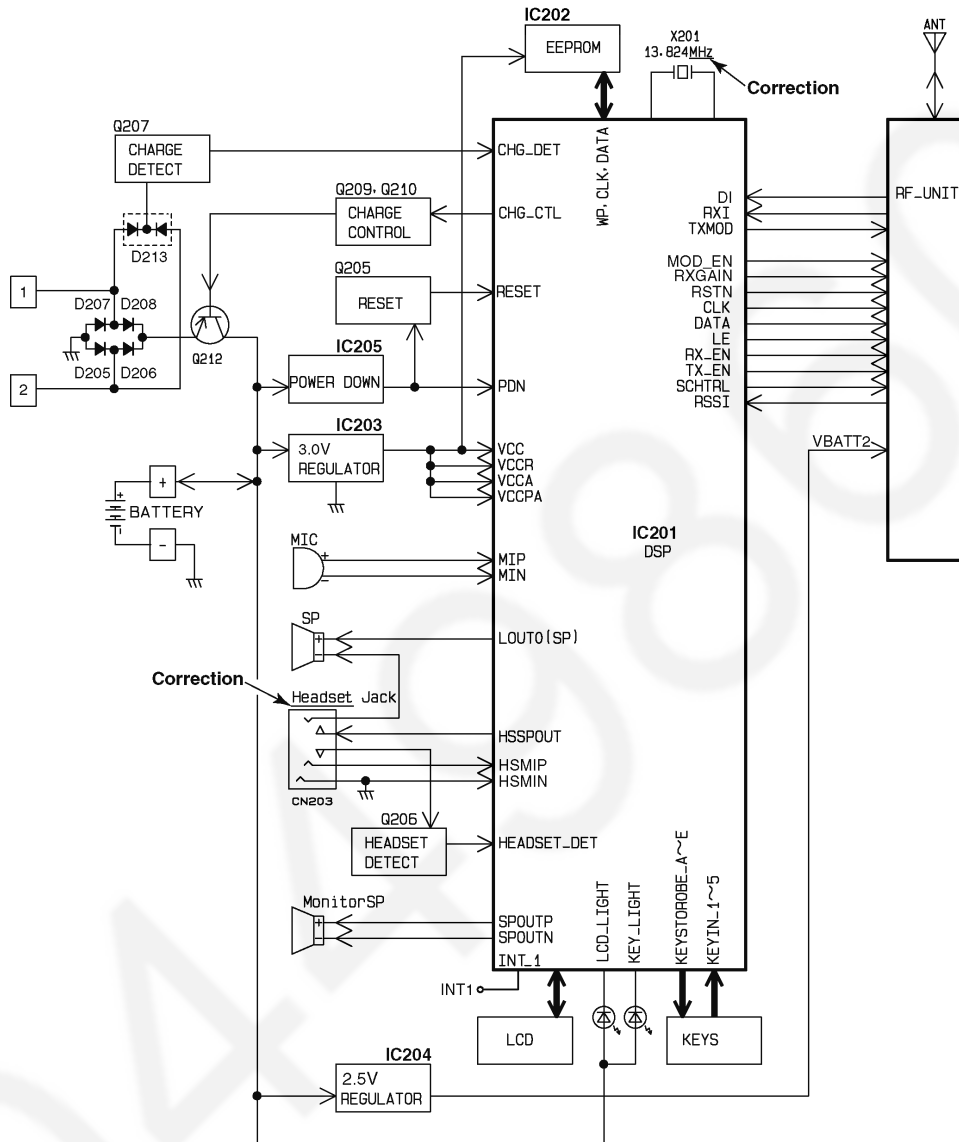 IC202
EEPROM
X201
13.824MHz
Correction
ANT
Q207
CHARGE
DETECT
CHG_DET
WP, CLK, DATA
Q209, Q210
CHARGE
CONTROL
CHG_CTL
DI
RXI
TXMOD
RF_UNIT
D213
Q205
RESET
RESET
MOD_EN
RXGAIN
RSTN
CLK
DATA
LE
RX_EN
TX_EN
SCHTRL
RSSI
1
D207
D208
D205
D206
2
Q212
IC205
POWER DOWN
PDN
IC203
3.0V
REGULATOR
VCC
VCCR
VCCA
VCCPA
VBATT2
+
+
BATTERY
-
-
IC201
DSP
MIC
+
-
MIP
MIN
SP
+
-
LOUT0(SP)
Correction
Headset Jack
HSSPOUT
HSMIP
HSMIN
CN203
Q206
HEADSET
DETECT
HEADSET_DET
MonitorSP
+
-
SPOUTP
SPOUTN
INT_1
LCD_LIGHT
KEY_LIGHT
KEYSTOROBE_A~E
KEYIN_1~5
INT1
LCD
KEYS
IC204
2.5V
REGULATOR